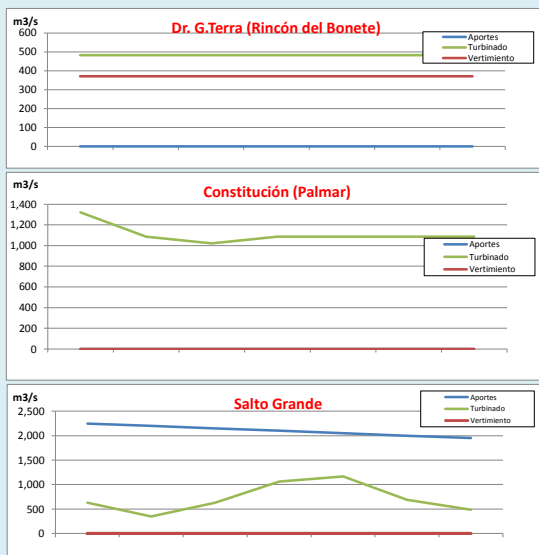 m3/s
Dr. G.Terra (Rincón del Bonete)
600
500
400
300
200
100
0
Aportes
Turbinado
Vertimiento
m3/s
Constitución (Palmar)
1,400
1,200
1,000
800
600
400
200
0
Aportes
Turbinado
Vertimiento
m3/s
Salto Grande
2,500
2,000
1,500
1,000
500
0
Aportes
Turbinado
Vertimiento